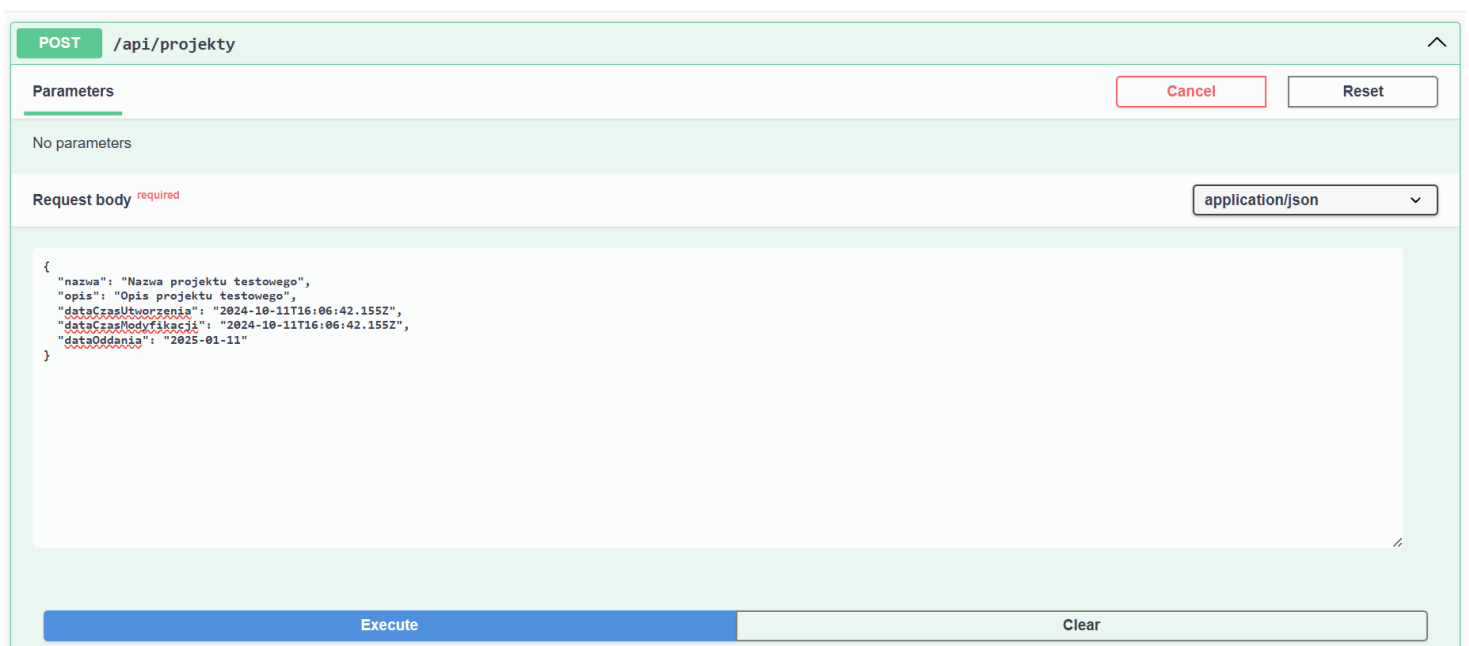 POST /api/projekty
Parameters Cancel Reset
No parameters
Request body required application/json
{
  "nazwa": "Nazwa projektu testowego",
  "opis": "Opis projektu testowego",
  "dataCzasUtworzenia": "2024-10-11T16:06:42.155Z",
  "dataCzasModyfikacji": "2024-10-11T16:06:42.155Z",
  "dataOddania": "2025-01-11"
}
Execute Clear